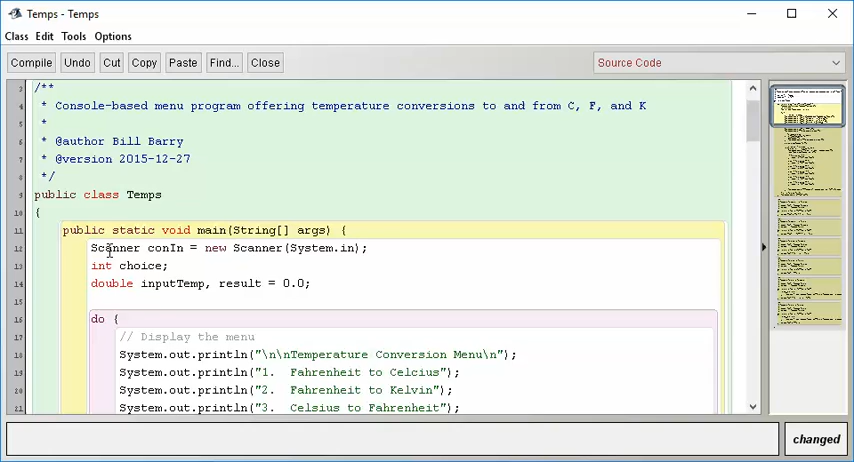 Temps - Temps
Class Edit Tools Options
Compile Undo Cut Copy Paste Find... Close Source Code
3 /**
4 * Console-based menu program offering temperature conversions to and from C, F, and K
5 *
6 * @author Bill Barry
7 * @version 2015-12-27
8 */
9 public class Temps
10 {
11 public static void main(String[] args) {
12 Scanner conIn = new Scanner(System.in);
13 int choice;
14 double inputTemp, result = 0.0;
15
16 do {
17 // Display the menu
18 System.out.println("\n\nTemperature Conversion Menu\n");
19 System.out.println("1.  Fahrenheit to Celcius");
20 System.out.println("2.  Fahrenheit to Kelvin");
21 System.out.println("3.  Celsius to Fahrenheit");
changed